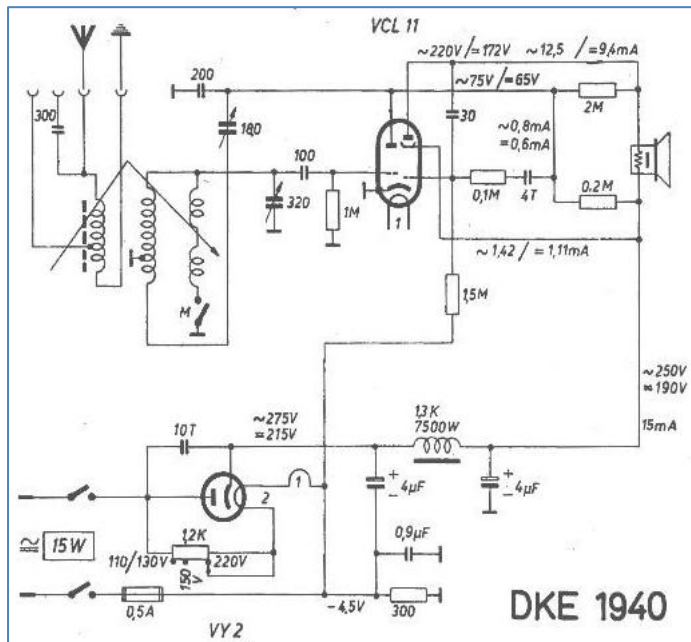 VCL 11
~220V/=172V ~12,5/=9,4mA
~75V/=65V
200
2M
300
180
30
~0,8mA
=0,6mA
100
320
1M
0,1M
4T
0.2M
1
~1,42/=1,11mA
M
1,5M
~250V
=190V
~275V
=215V
1,3K
7500W
15mA
10T
1
2
+
-
4µF
+
-
4µF
15W
1,2K
0,9µF
110/130V
150V
220V
0,5A
-4,5V
300
VY 2
DKE 1940